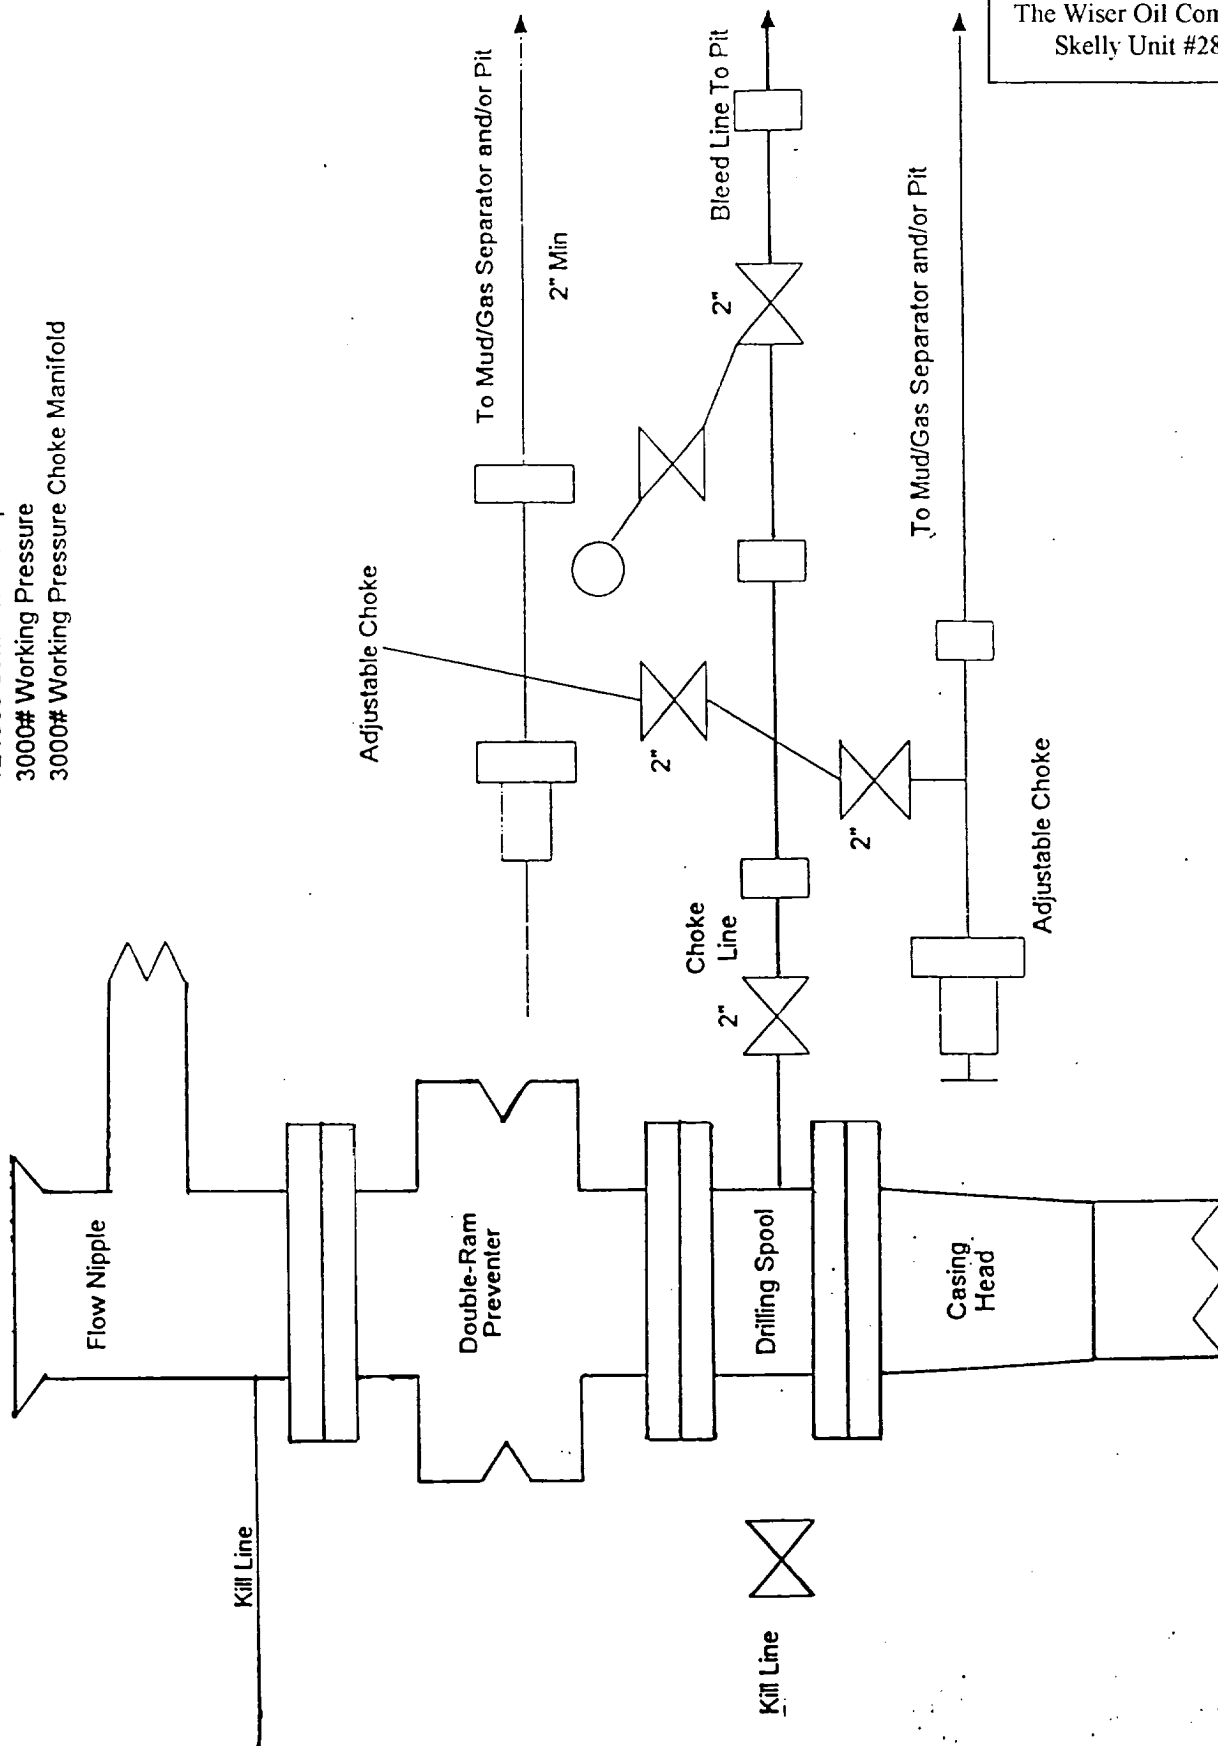 3000# Working Pressure
3000# Working Pressure Choke Manifold
The Wiser Oil Com
Skelly Unit #28
Flow Nipple
Kill Line
Double-Ram
Preventer
Adjustable Choke
To Mud/Gas Separator and/or Pit
2" Min
Kill Line
Drilling Spool
2"
Choke
Line
2"
2"
Bleed Line To Pit
Casing
Head
2"
Adjustable Choke
To Mud/Gas Separator and/or Pit